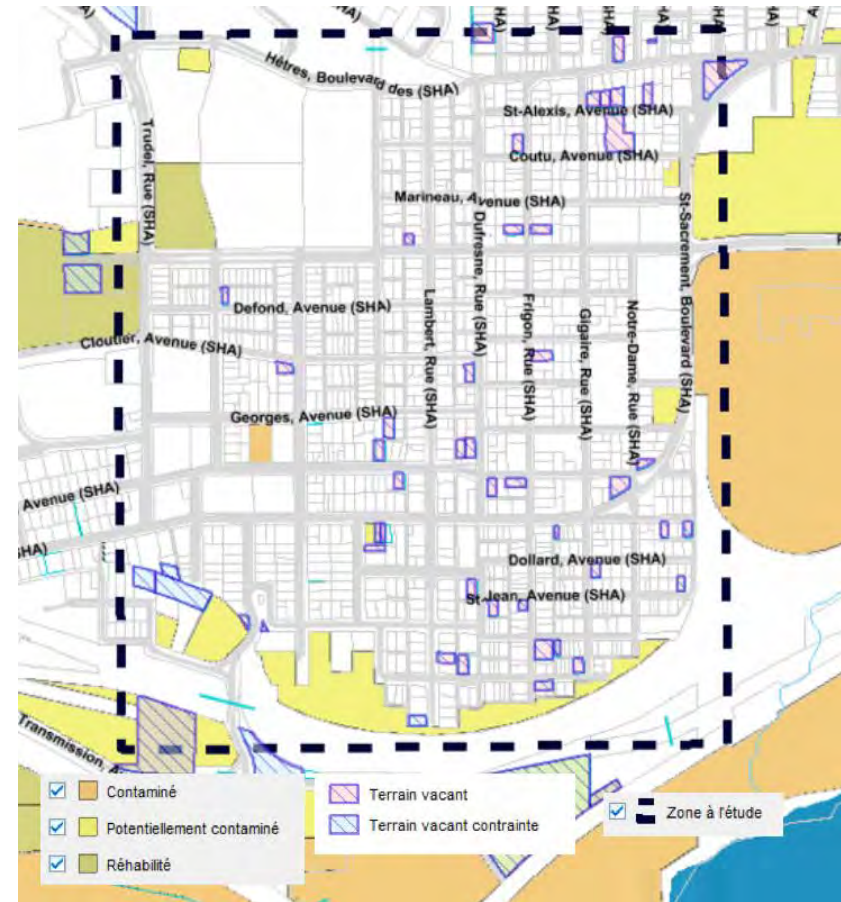 Hêtres, Boulevard des (SHA)
St-Alexis, Avenue (SHA)
Coutu, Avenue (SHA)
Trudel, Rue (SHA)
Marineau, Avenue (SHA)
Dufresne, Rue (SHA)
St-Sacrement, Boulevard (SHA)
Defond, Avenue (SHA)
Lambert, Rue (SHA)
Frigon, Rue (SHA)
Gigaire, Rue (SHA)
Notre-Dame, Rue (SHA)
Cloutier, Avenue (SHA)
Georges, Avenue (SHA)
Avenue (SHA)
SHA)
Dollard, Avenue (SHA)
St-Jean, Avenue (SHA)
Transmission, Av
Contaminé
Potentiellement contaminé
Réhabilité
Terrain vacant
Terrain vacant contrainte
Zone à l'étude